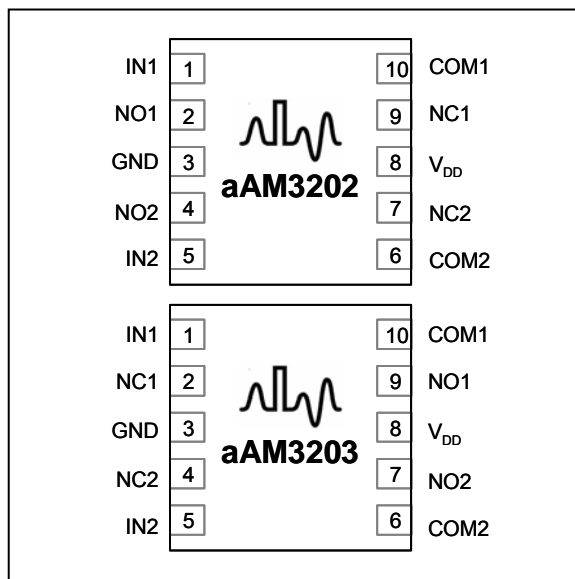 IN1 1 10 COM1
NO1 2 9 NC1
GND 3 8 VDD
aAM3202
NO2 4 7 NC2
IN2 5 6 COM2
IN1 1 10 COM1
NC1 2 9 NO1
GND 3 8 VDD
aAM3203
NC2 4 7 NO2
IN2 5 6 COM2